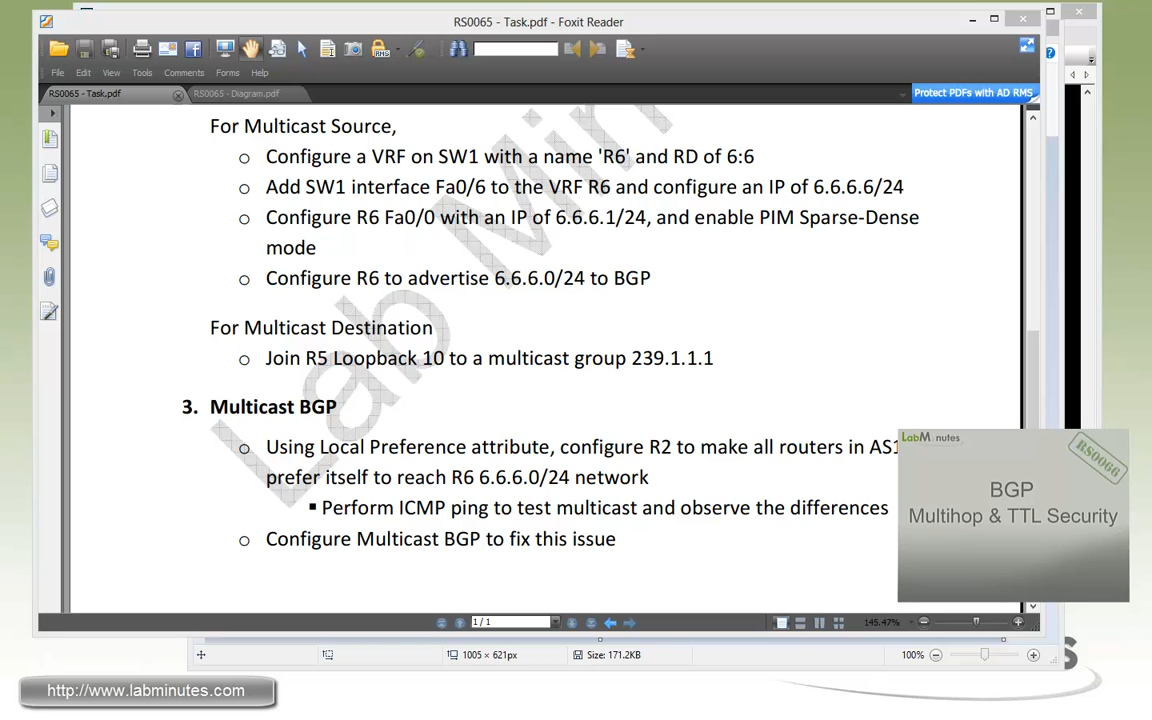 RS0065 - Task.pdf - Foxit Reader
File Edit View Tools Comments Forms Help
RS0065 - Task.pdf
RS0065 - Diagram.pdf
Protect PDFs with AD RMS
For Multicast Source,
o Configure a VRF on SW1 with a name 'R6' and RD of 6:6
o Add SW1 interface Fa0/6 to the VRF R6 and configure an IP of 6.6.6.6/24
o Configure R6 Fa0/0 with an IP of 6.6.6.1/24, and enable PIM Sparse-Dense
mode
o Configure R6 to advertise 6.6.6.0/24 to BGP
For Multicast Destination
o Join R5 Loopback 10 to a multicast group 239.1.1.1
3. Multicast BGP
o Using Local Preference attribute, configure R2 to make all routers in AS1
prefer itself to reach R6 6.6.6.0/24 network
▪ Perform ICMP ping to test multicast and observe the differences
o Configure Multicast BGP to fix this issue
Lab Min
LabM nutes
RS0066
BGP
Multihop & TTL Security
1 / 1
145.47%
1005 × 621px
Size: 171.2KB
100%
http://www.labminutes.com